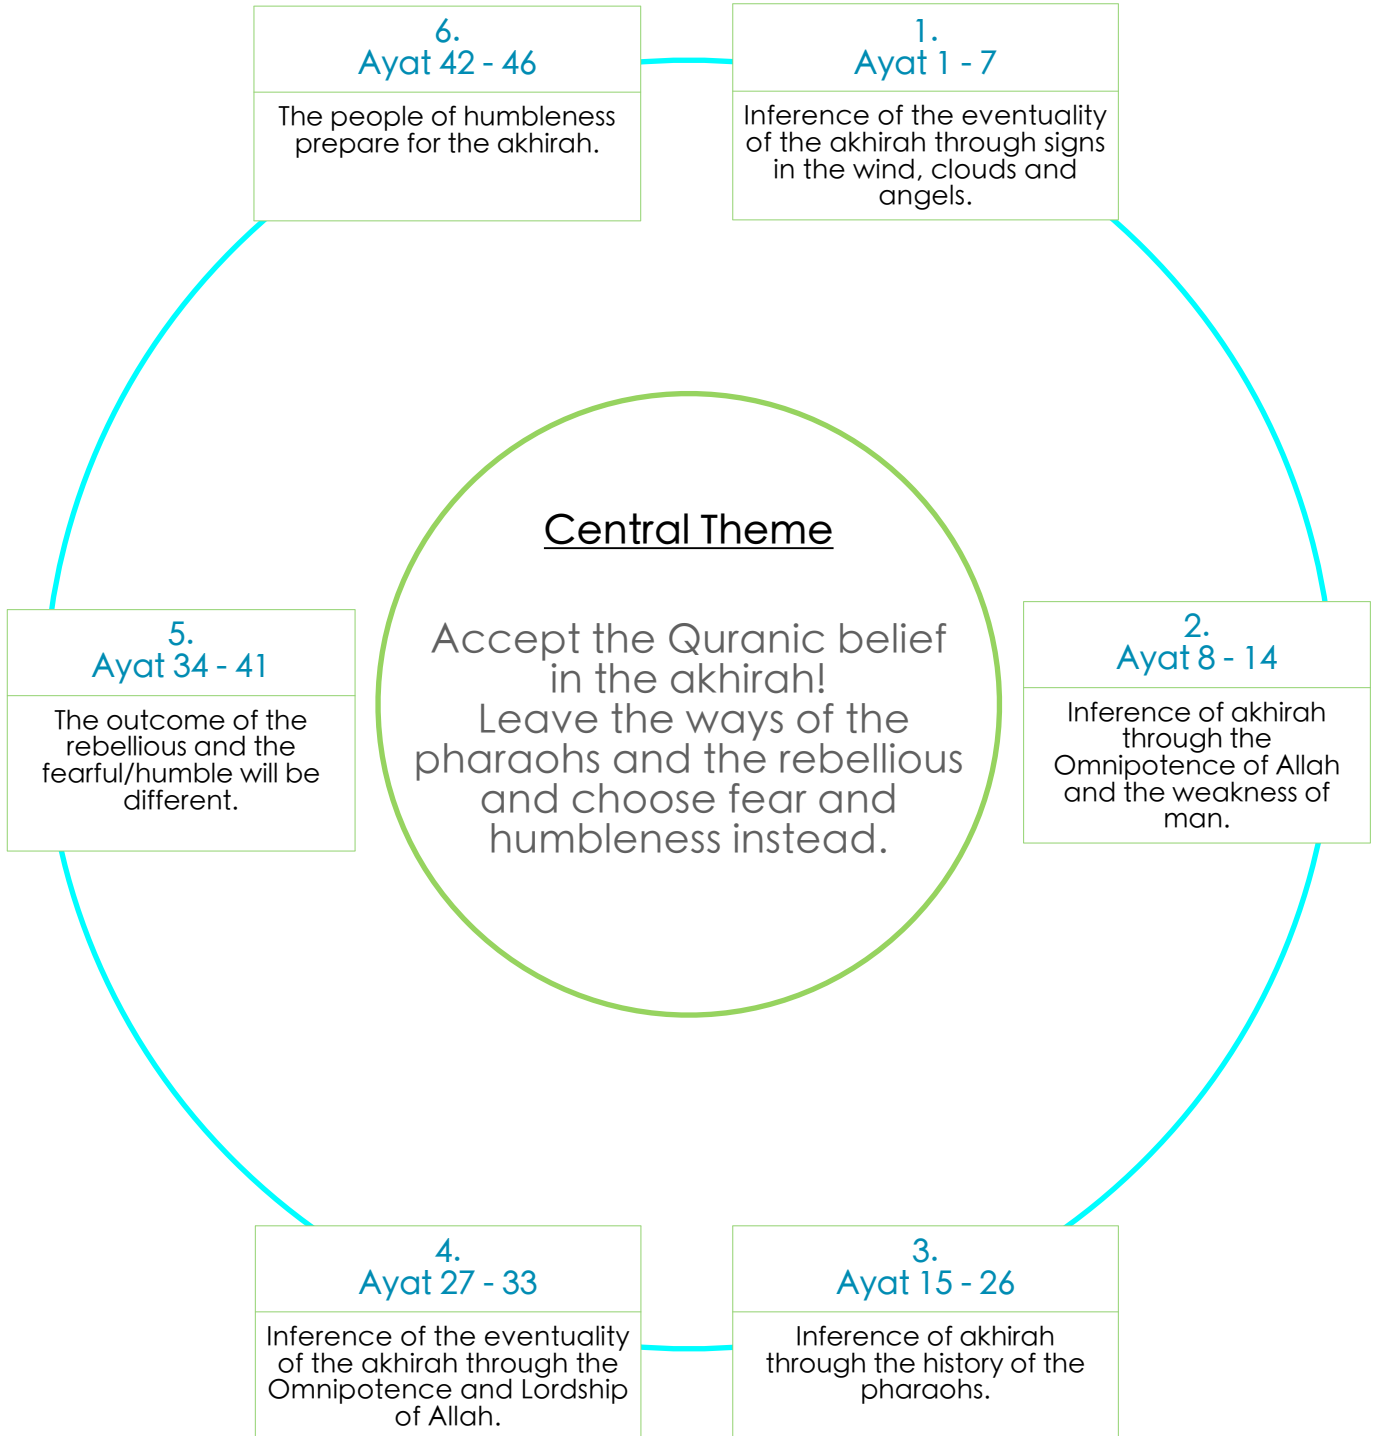 1.
Ayat 1 - 7
Inference of the eventuality
of the akhirah through signs
in the wind, clouds and
angels.
2.
Ayat 8 - 14
Inference of akhirah
through the
Omnipotence of Allah
and the weakness of
man.
3.
Ayat 15 - 26
Inference of akhirah
through the history of the
pharaohs.
4.
Ayat 27 - 33
Inference of the eventuality
of the akhirah through the
Omnipotence and Lordship
of Allah.
5.
Ayat 34 - 41
The outcome of the
rebellious and the
fearful/humble will be
different.
6.
Ayat 42 - 46
The people of humbleness
prepare for the akhirah.
Central Theme
Accept the Quranic belief
in the akhirah!
Leave the ways of the
pharaohs and the rebellious
and choose fear and
humbleness instead.